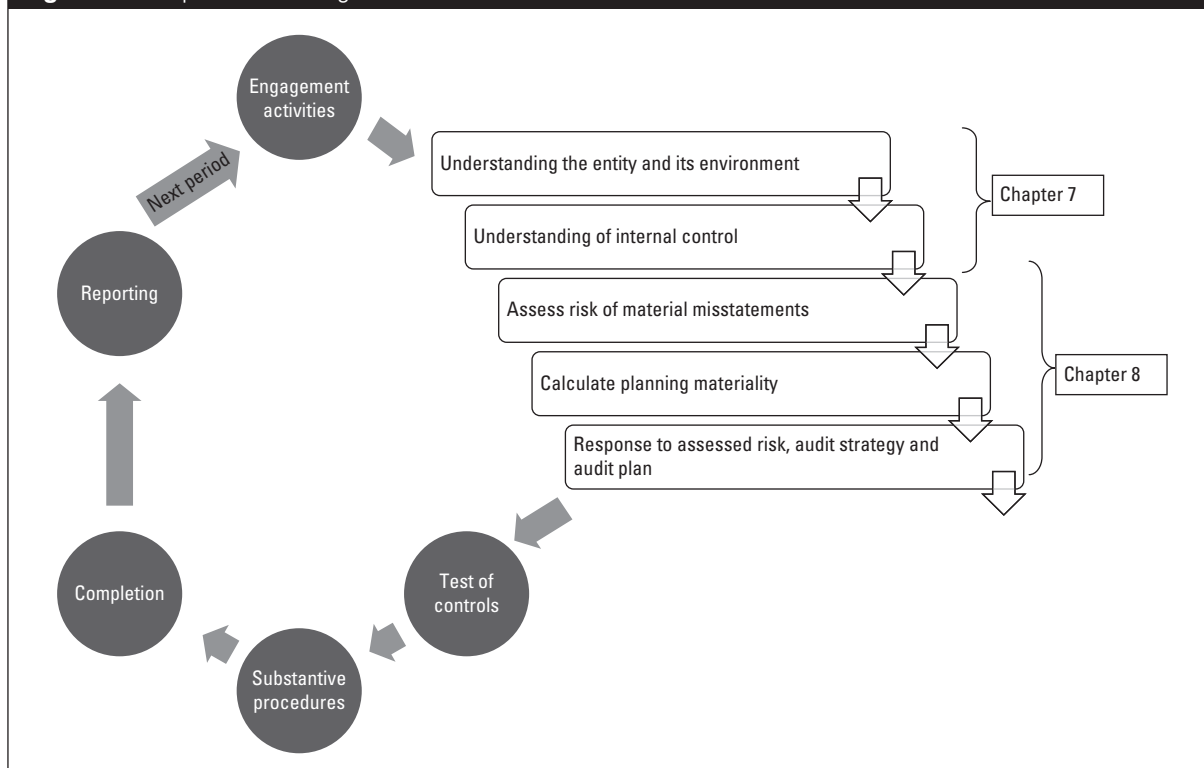 Engagement
activities
Understanding the entity and its environment
Understanding of internal control
Chapter 7
Assess risk of material misstatements
Calculate planning materiality
Response to assessed risk, audit strategy and
audit plan
Chapter 8
Test of
controls
Substantive
procedures
Completion
Reporting
Next period